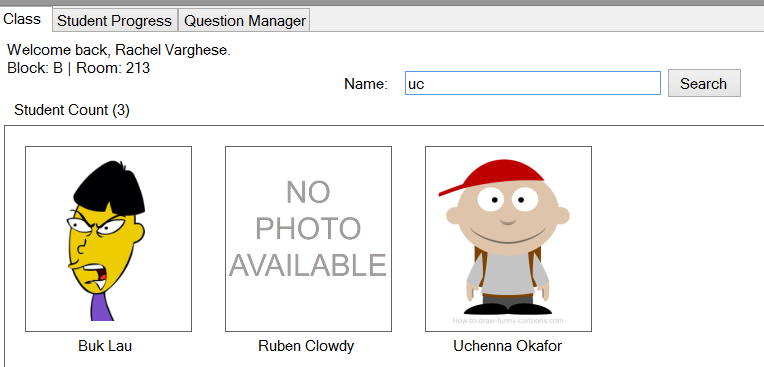 Class Student Progress Question Manager
Welcome back, Rachel Varghese.
Block: B | Room: 213
Name: uc Search
Student Count (3)
NO
PHOTO
AVAILABLE
How-to-draw-funny-cartoons.com
Buk Lau Ruben Clowdy Uchenna Okafor